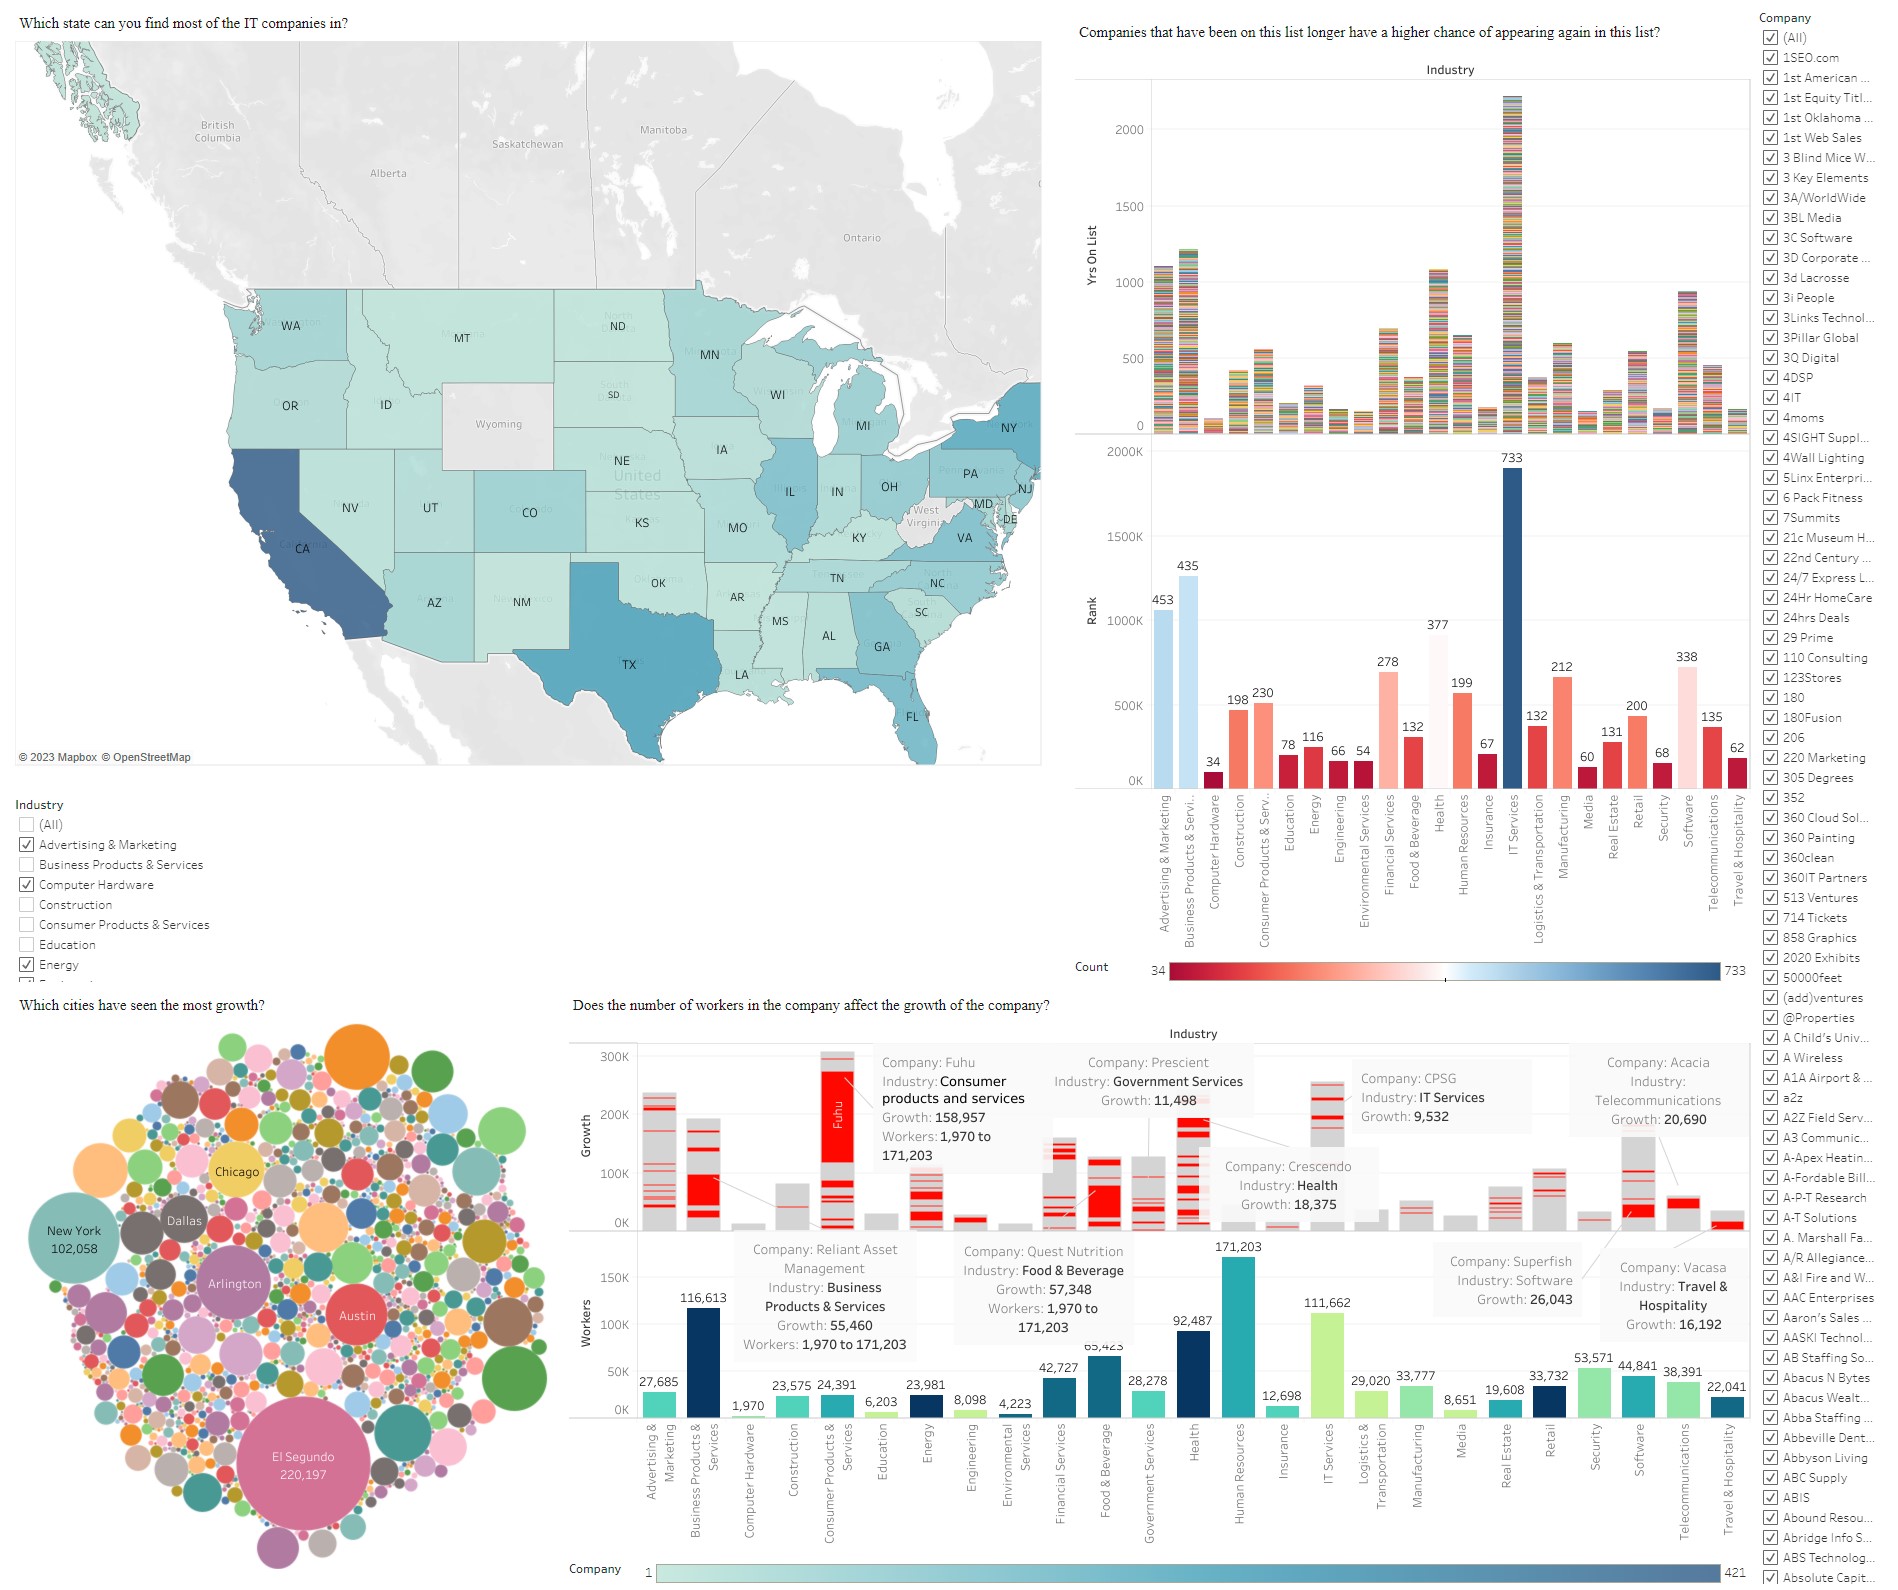 Which state can you find most of the IT companies in?
British
Columbia
Alberta
Saskatchewan
Manitoba
Ontario
WA
MT
ND
MN
OR
ID
SD
WI
MI
NY
Wyoming
IA
NE
United
States
PA
NJ
IL
IN
OH
MD
DE
NV
UT
CO
KS
MO
West
Virginia
KY
VA
CA
AZ
NM
OK
AR
TN
NC
SC
MS
AL
GA
TX
LA
FL
© 2023 Mapbox © OpenStreetMap
Industry
(All)
Advertising & Marketing
Business Products & Services
Computer Hardware
Construction
Consumer Products & Services
Education
Energy
Companies that have been on this list longer have a higher chance of appearing again in this list?
Industry
Yrs On List
2000
1500
1000
500
0
Rank
2000K
1500K
1000K
500K
0K
453
435
34
198
230
78
116
66
54
278
132
377
199
67
733
132
212
60
131
200
68
338
135
62
Advertising & Marketing
Business Products & Servi..
Computer Hardware
Construction
Consumer Products & Serv..
Education
Energy
Engineering
Environmental Services
Financial Services
Food & Beverage
Health
Human Resources
Insurance
IT Services
Logistics & Transportation
Manufacturing
Media
Real Estate
Retail
Security
Software
Telecommunications
Travel & Hospitality
Count
34
733
Which cities have seen the most growth?
Chicago
New York
102,058
Dallas
Arlington
Austin
El Segundo
220,197
Does the number of workers in the company affect the growth of the company?
Industry
Growth
300K
200K
100K
0K
Fuhu
Company: Fuhu
Industry: Consumer
products and services
Growth: 158,957
Workers: 1,970 to
171,203
Company: Prescient
Industry: Government Services
Growth: 11,498
Company: CPSG
Industry: IT Services
Growth: 9,532
Company: Acacia
Industry:
Telecommunications
Growth: 20,690
Company: Crescendo
Industry: Health
Growth: 18,375
Company: Reliant Asset
Management
Industry: Business
Products & Services
Growth: 55,460
Workers: 1,970 to 171,203
Company: Quest Nutrition
Industry: Food & Beverage
Growth: 57,348
Workers: 1,970 to
171,203
Company: Superfish
Industry: Software
Growth: 26,043
Company: Vacasa
Industry: Travel &
Hospitality
Growth: 16,192
Workers
150K
100K
50K
0K
27,685
116,613
1,970
23,575
24,391
6,203
23,981
8,098
4,223
42,727
65,423
28,278
92,487
171,203
12,698
111,662
29,020
33,777
8,651
19,608
33,732
53,571
44,841
38,391
22,041
Advertising &
Marketing
Business Products &
Services
Computer Hardware
Construction
Consumer Products &
Services
Education
Energy
Engineering
Environmental
Services
Financial Services
Food & Beverage
Government Services
Health
Human Resources
Insurance
IT Services
Logistics &
Transportation
Manufacturing
Media
Real Estate
Retail
Security
Software
Telecommunications
Travel & Hospitality
Company
1
421
Company
(All)
1SEO.com
1st American ...
1st Equity Titl...
1st Oklahoma ...
1st Web Sales
3 Blind Mice W...
3 Key Elements
3A/WorldWide
3BL Media
3C Software
3D Corporate ...
3d Lacrosse
3i People
3Links Technol...
3Pillar Global
3Q Digital
4DSP
4IT
4moms
4SIGHT Suppl...
4Wall Lighting
5Linx Enterpri...
6 Pack Fitness
7Summits
21c Museum H...
22nd Century ...
24/7 Express L...
24Hr HomeCare
24hrs Deals
29 Prime
110 Consulting
123Stores
180
180Fusion
206
220 Marketing
305 Degrees
352
360 Cloud Sol...
360 Painting
360clean
360IT Partners
513 Ventures
714 Tickets
858 Graphics
2020 Exhibits
50000feet
(add)ventures
@Properties
A Child's Univ...
A Wireless
A1A Airport & ...
a2z
A2Z Field Serv...
A3 Communic...
A-Apex Heatin...
A-Fordable Bill...
A-P-T Research
A-T Solutions
A. Marshall Fa...
A/R Allegiance...
A&I Fire and W...
AAC Enterprises
Aaron's Sales ...
AASKI Technol...
AB Staffing So...
Abacus N Bytes
Abacus Wealt...
Abba Staffing ...
Abbeville Dent...
Abbyson Living
ABC Supply
ABIS
Abound Resou...
Abridge Info S...
ABS Technolog...
Absolute Capit...